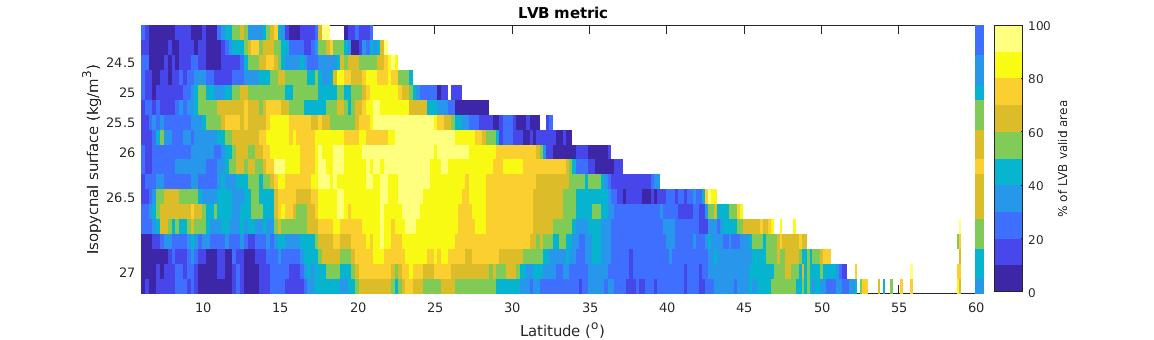 LVB metric
Isopycnal surface (kg/m³)
24.5
25
25.5
26
26.5
27
10 15 20 25 30 35 40 45 50 55 60
Latitude (º)
100
80
60
40
20
0
% of LVB valid area